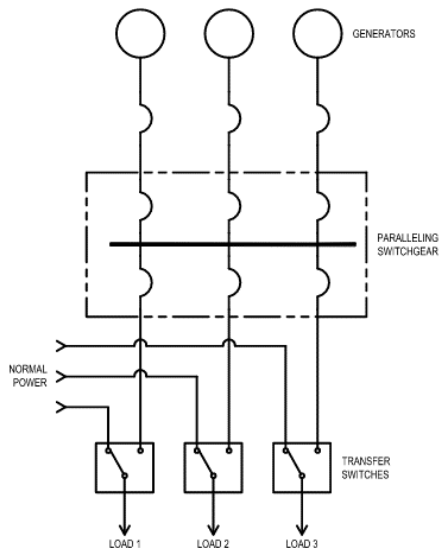 GENERATORS
PARALLELING
SWITCHGEAR
NORMAL
POWER
TRANSFER
SWITCHES
LOAD 1
LOAD 2
LOAD 3